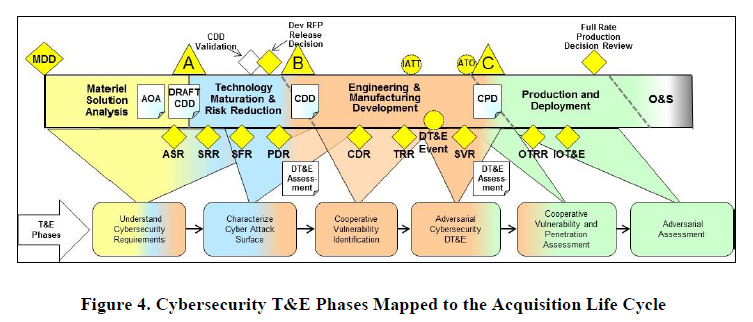 Dev RFP
Release
Decision
CDD
Validation
Full Rate
Production
Decision Review
MDD
A
B
IATT
ATO
C
Materiel
Solution
Analysis
AOA
DRAFT
CDD
Technology
Maturation &
Risk Reduction
CDD
Engineering &
Manufacturing
Development
CPD
Production and
Deployment
O&S
ASR
SRR
SFR
PDR
CDR
TRR
DT&E
Event
SVR
OTRR
IOT&E
DT&E
Assess-
ment
DT&E
Assess-
ment
T&E
Phases
Understand
Cybersecurity
Requirements
Characterize
Cyber Attack
Surface
Cooperative
Vulnerability
Identification
Adversarial
Cybersecurity
DT&E
Cooperative
Vulnerability and
Penetration
Assessment
Adversarial
Assessment
Figure 4. Cybersecurity T&E Phases Mapped to the Acquisition Life Cycle